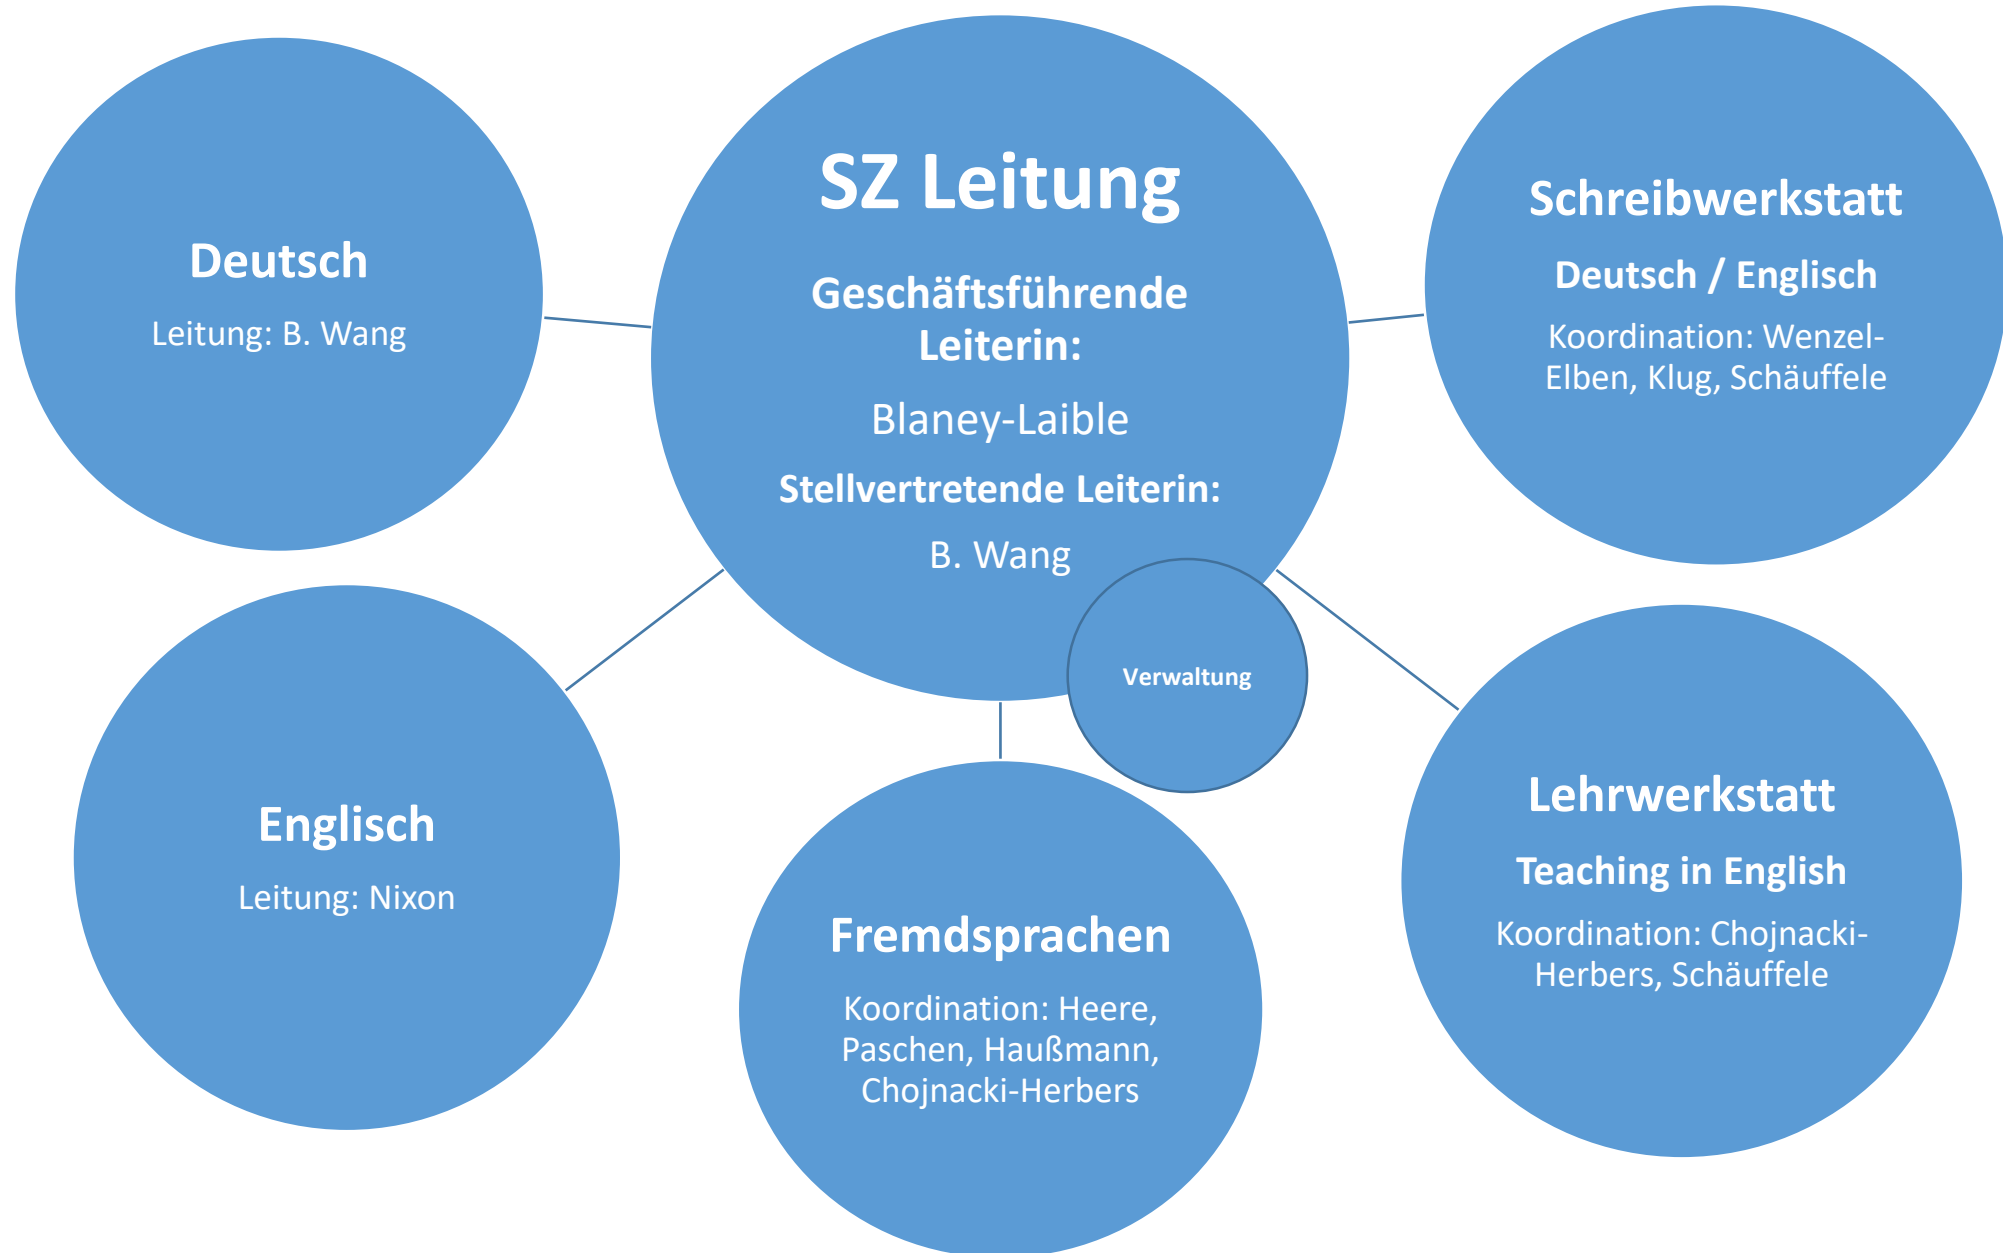 Deutsch
Leitung: B. Wang
SZ Leitung
Geschäftsführende
Leiterin:
Blaney-Laible
Stellvertretende Leiterin:
B. Wang
Schreibwerkstatt
Deutsch / Englisch
Koordination: Wenzel-
Elben, Klug, Schäuffele
Verwaltung
Englisch
Leitung: Nixon
Fremdsprachen
Koordination: Heere,
Paschen, Haußmann,
Chojnacki-Herbers
Lehrwerkstatt
Teaching in English
Koordination: Chojnacki-
Herbers, Schäuffele